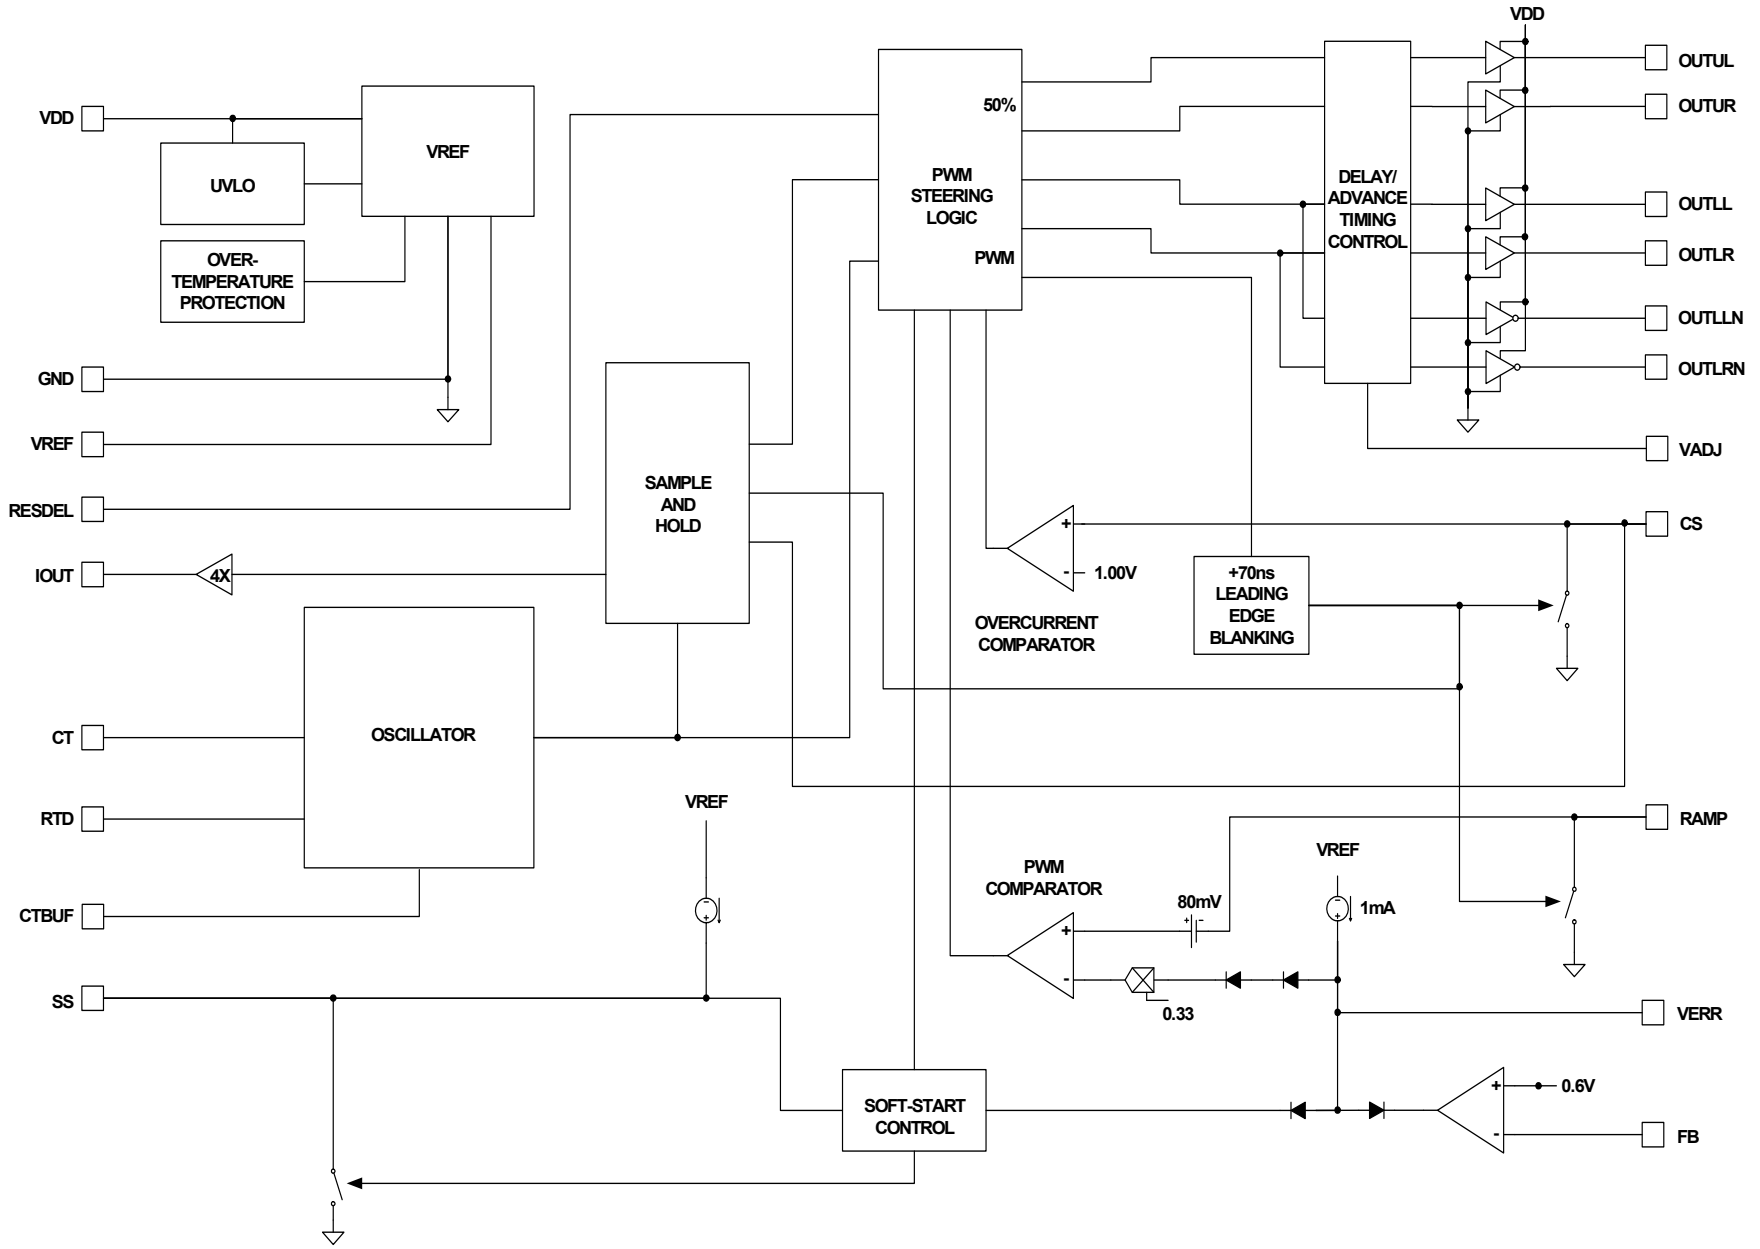 VDD
OUTUL
50%
VDD
OUTUR
VREF
UVLO
PWM
STEERING
LOGIC
DELAY/
ADVANCE
TIMING
CONTROL
OUTLL
OVER-
TEMPERATURE
PROTECTION
PWM
OUTLR
OUTLLN
GND
OUTLRN
VREF
VADJ
SAMPLE
AND
HOLD
RESDEL
+
CS
IOUT
4X
-
1.00V
+70ns
LEADING
EDGE
BLANKING
OVERCURRENT
COMPARATOR
CT
OSCILLATOR
VREF
RTD
RAMP
VREF
PWM
COMPARATOR
CTBUF
80mV
+
-
-
+
-
+
1mA
+
-
SS
0.33
VERR
SOFT-START
CONTROL
+
0.6V
-
FB